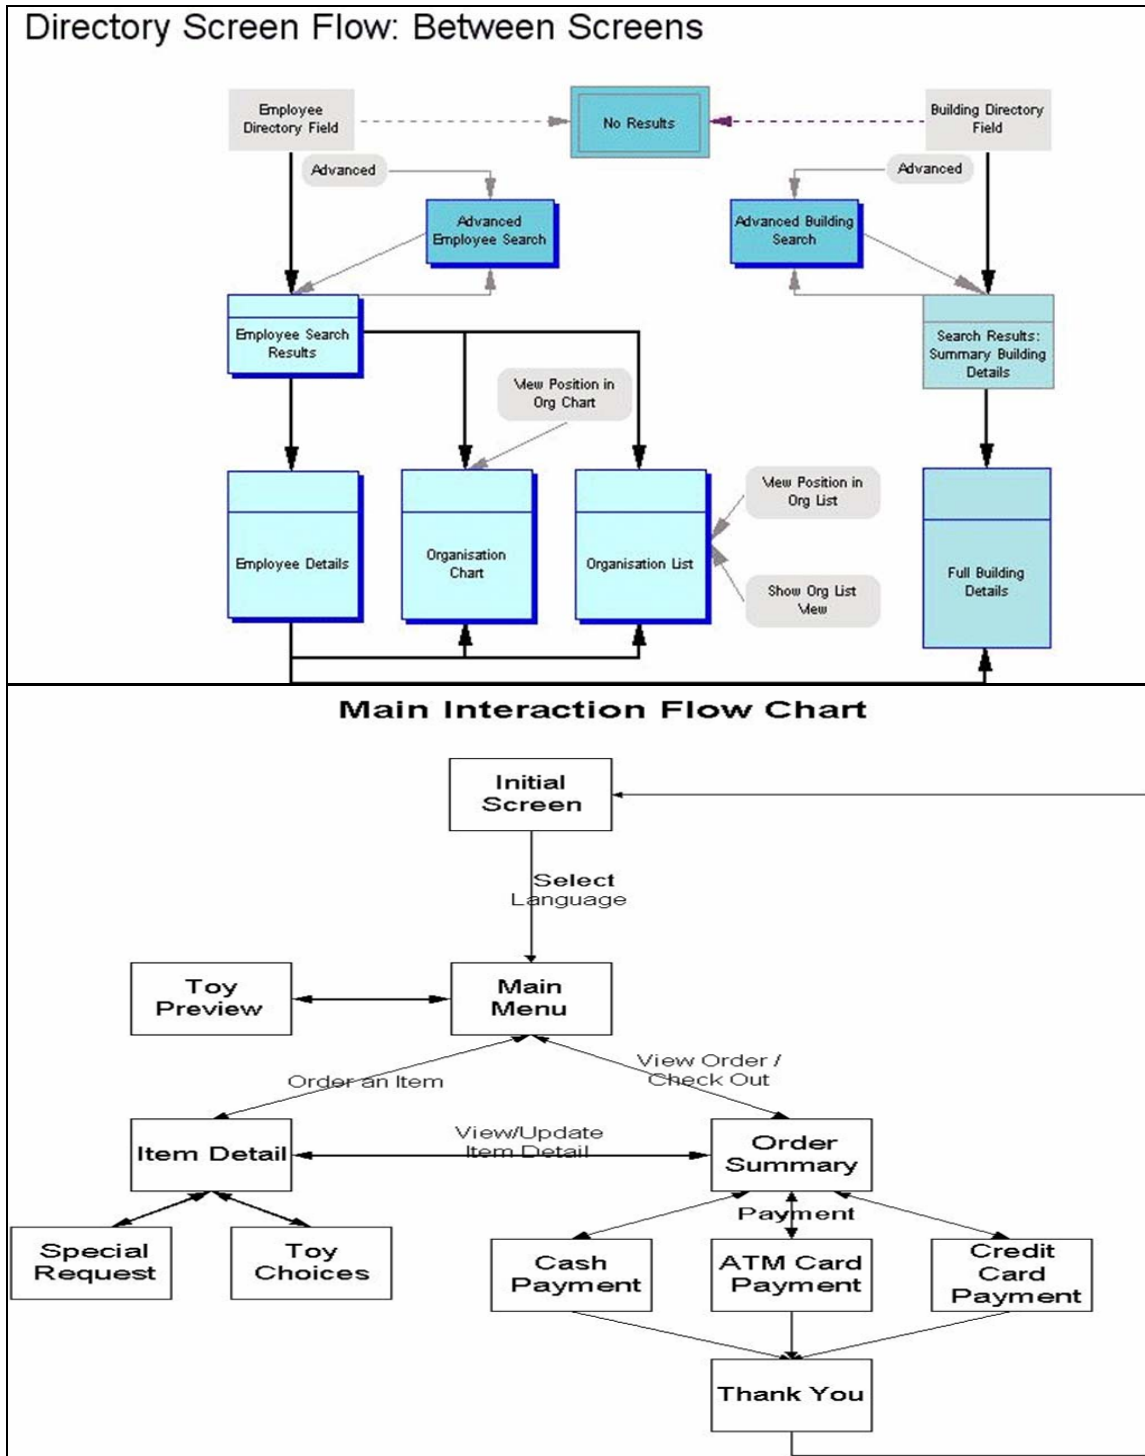 Directory Screen Flow: Between Screens
Employee
Directory Field
No Results
Building Directory
Field
Advanced
Advanced
Advanced
Employee Search
Advanced Building
Search
Employee Search
Results
Search Results:
Summary Building
Details
View Position in
Org Chart
View Position in
Org List
Employee Details
Organisation
Chart
Organisation List
Full Building
Details
Show Org List
View
Main Interaction Flow Chart
Initial
Screen
Select
Language
Toy
Preview
Main
Menu
Order an Item
View Order /
Check Out
Item Detail
View/Update
Item Detail
Order
Summary
Payment
Special
Request
Toy
Choices
Cash
Payment
ATM Card
Payment
Credit
Card
Payment
Thank You